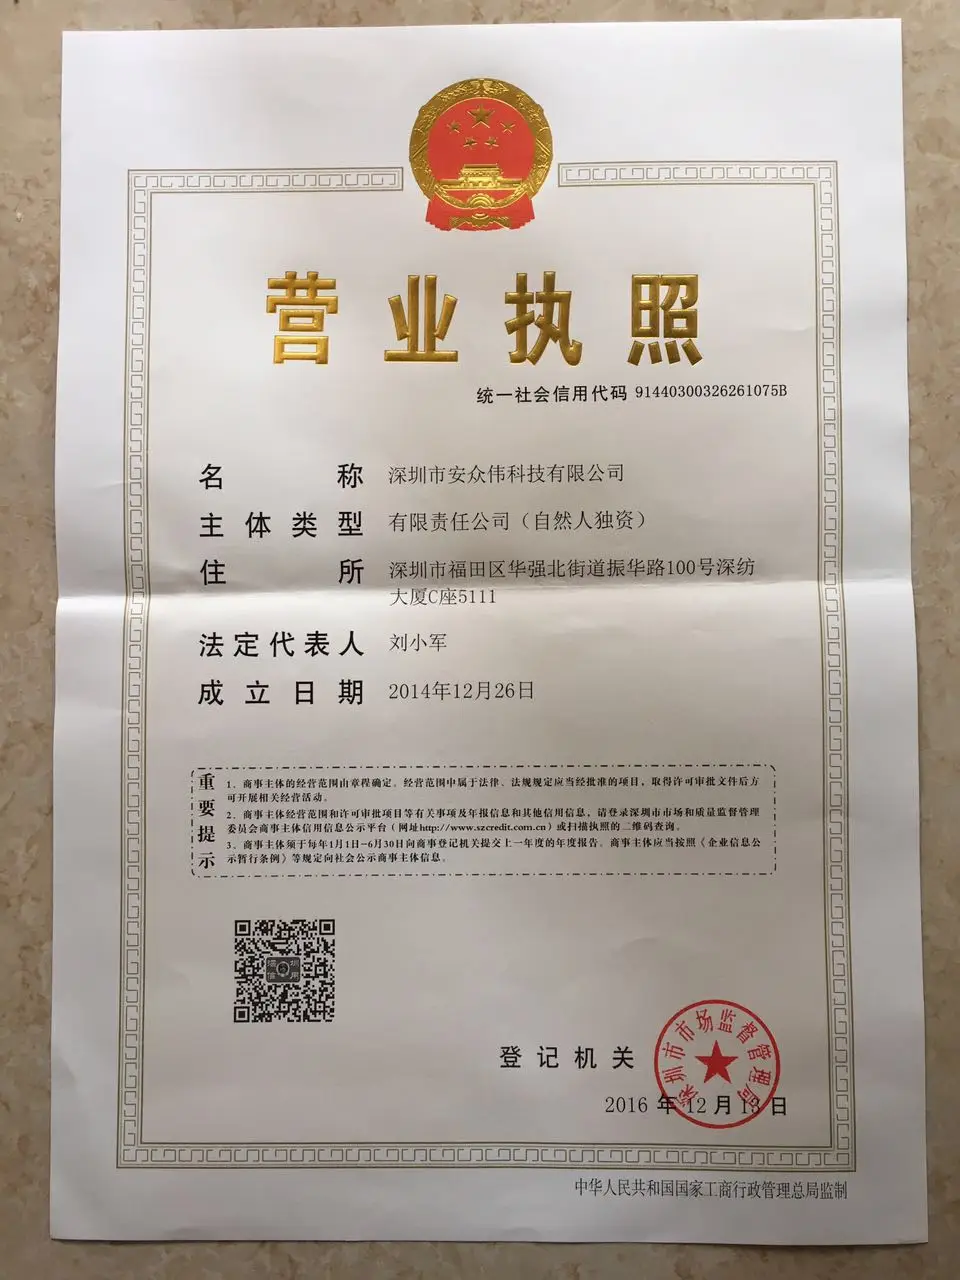 营业执照
统一社会信用代码 91440300326261075B
名称 深圳市安众伟科技有限公司
主体类型 有限责任公司（自然人独资）
住所 深圳市福田区华强北街道振华路100号深纺
大厦C座5111
法定代表人 刘小军
成立日期 2014年12月26日
重要提示
1、商事主体的经营范围由章程确定。经营范围中属于法律、法规规定应当经批准的项目，取得许可审批文件后方
可开展相关经营活动。
2、商事主体经营范围和许可审批项目等有关事项及年报信息和其他信用信息，请登录深圳市市场和质量监督管理
委员会商事主体信用信息公示平台（网址http://www.szcredit.com.cn）或扫描执照的二维码查询。
3、商事主体须于每年1月1日-6月30日向商事登记机关提交上一年度的年度报告。商事主体应当按照《企业信息公
示暂行条例》等规定向社会公示商事主体信息。
深圳
信用
深圳市市场监督管理局
登记机关
2016 年 12 月 13 日
中华人民共和国国家工商行政管理总局监制